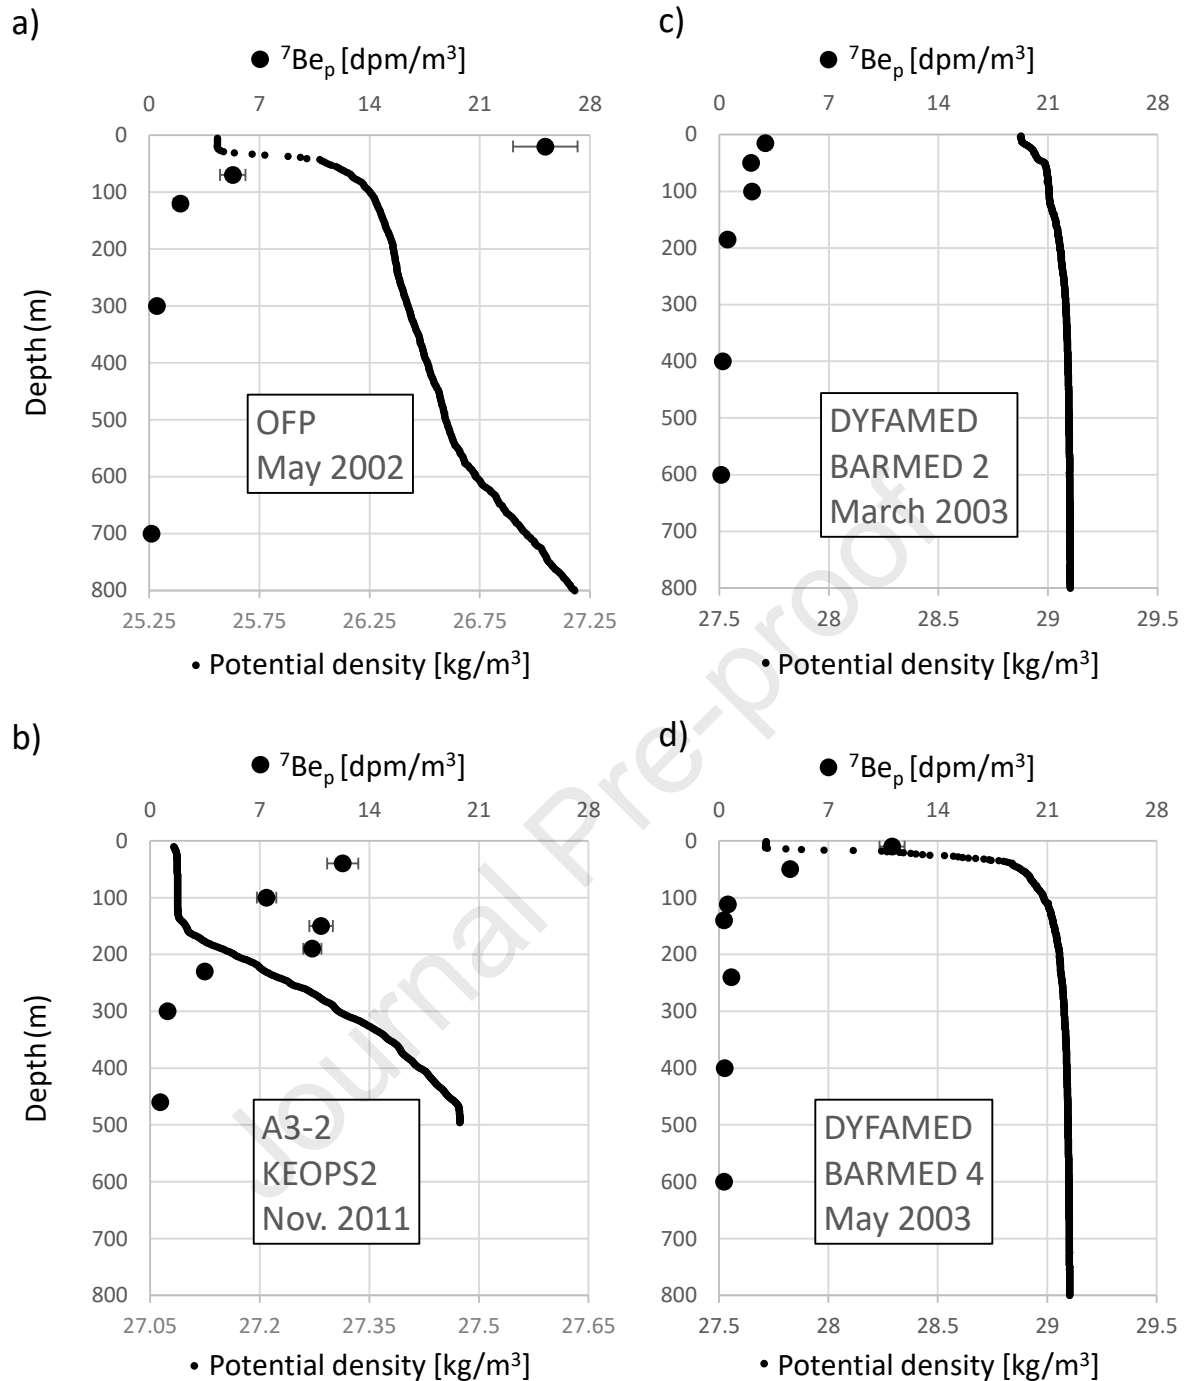 a)
● ⁷Beₚ [dpm/m³]
0 7 14 21 28
0
100
200
300
400
500
600
700
800
Depth (m)
OFP
May 2002
25.25 25.75 26.25 26.75 27.25
• Potential density [kg/m³]
c)
● ⁷Beₚ [dpm/m³]
0 7 14 21 28
0
100
200
300
400
500
600
700
800
DYFAMED
BARMED 2
March 2003
27.5 28 28.5 29 29.5
• Potential density [kg/m³]
b)
● ⁷Beₚ [dpm/m³]
0 7 14 21 28
0
100
200
300
400
500
600
700
800
Depth (m)
A3-2
KEOPS2
Nov. 2011
27.05 27.2 27.35 27.5 27.65
• Potential density [kg/m³]
d)
● ⁷Beₚ [dpm/m³]
0 7 14 21 28
0
100
200
300
400
500
600
700
800
DYFAMED
BARMED 4
May 2003
27.5 28 28.5 29 29.5
• Potential density [kg/m³]
Journal Pre-proof